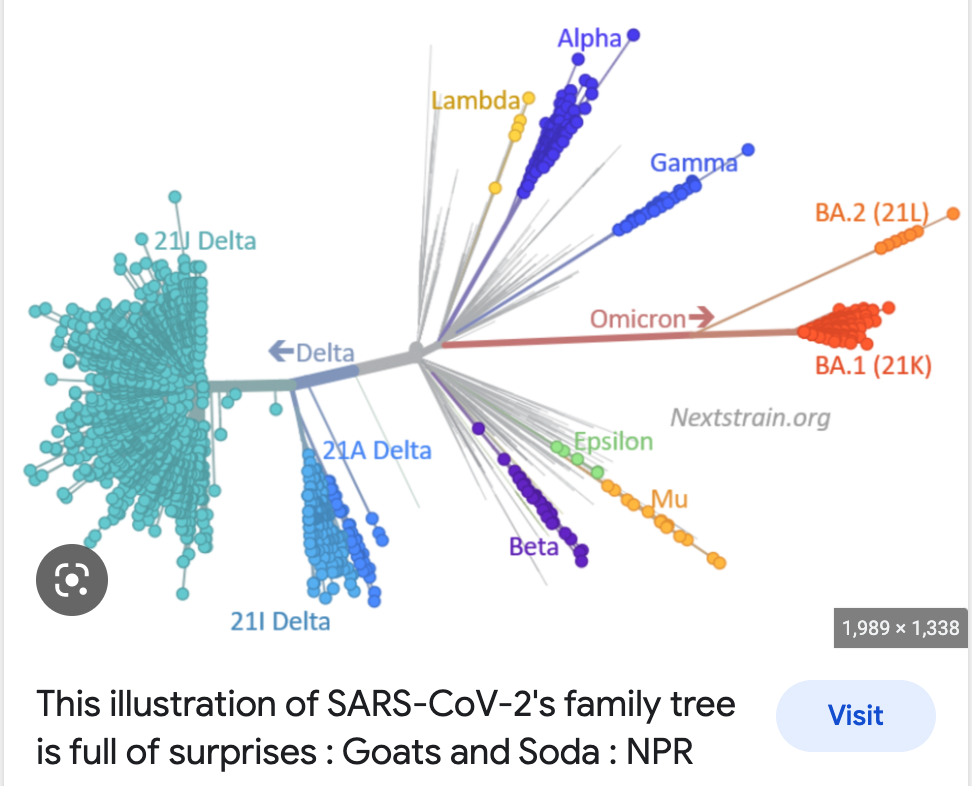 Alpha
Lambda
Gamma
BA.2 (21L)
21J Delta
Omicron→
←Delta
BA.1 (21K)
Nextstrain.org
Epsilon
21A Delta
Mu
Beta
21I Delta
1,989 × 1,338
This illustration of SARS-CoV-2's family tree
is full of surprises : Goats and Soda : NPR
Visit